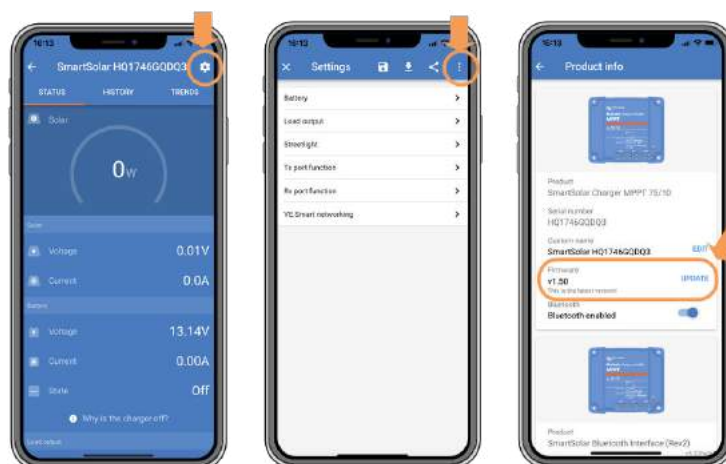 16:13
SmartSolar HQ1746GQDQ3
STATUS HISTORY TRENDS
Solar
0W
Solar
Voltage 0.01V
Current 0.0A
Battery
Voltage 13.14V
Current 0.00A
State Off
Why is the charger off?
Load output
16:13
Settings
Battery
Load output
Streetlight
Tx port function
Rx port function
VE.Smart networking
16:13
Product info
MPPT
Product
SmartSolar Charger MPPT 75/10
Serial number
HQ1746GQDQ3
Custom name
SmartSolar HQ1746GQDQ3 EDIT
Firmware
v1.50 UPDATE
This is the latest version
Bluetooth
Bluetooth enabled
MPPT
Product
SmartSolar Bluetooth Interface (Rev2)